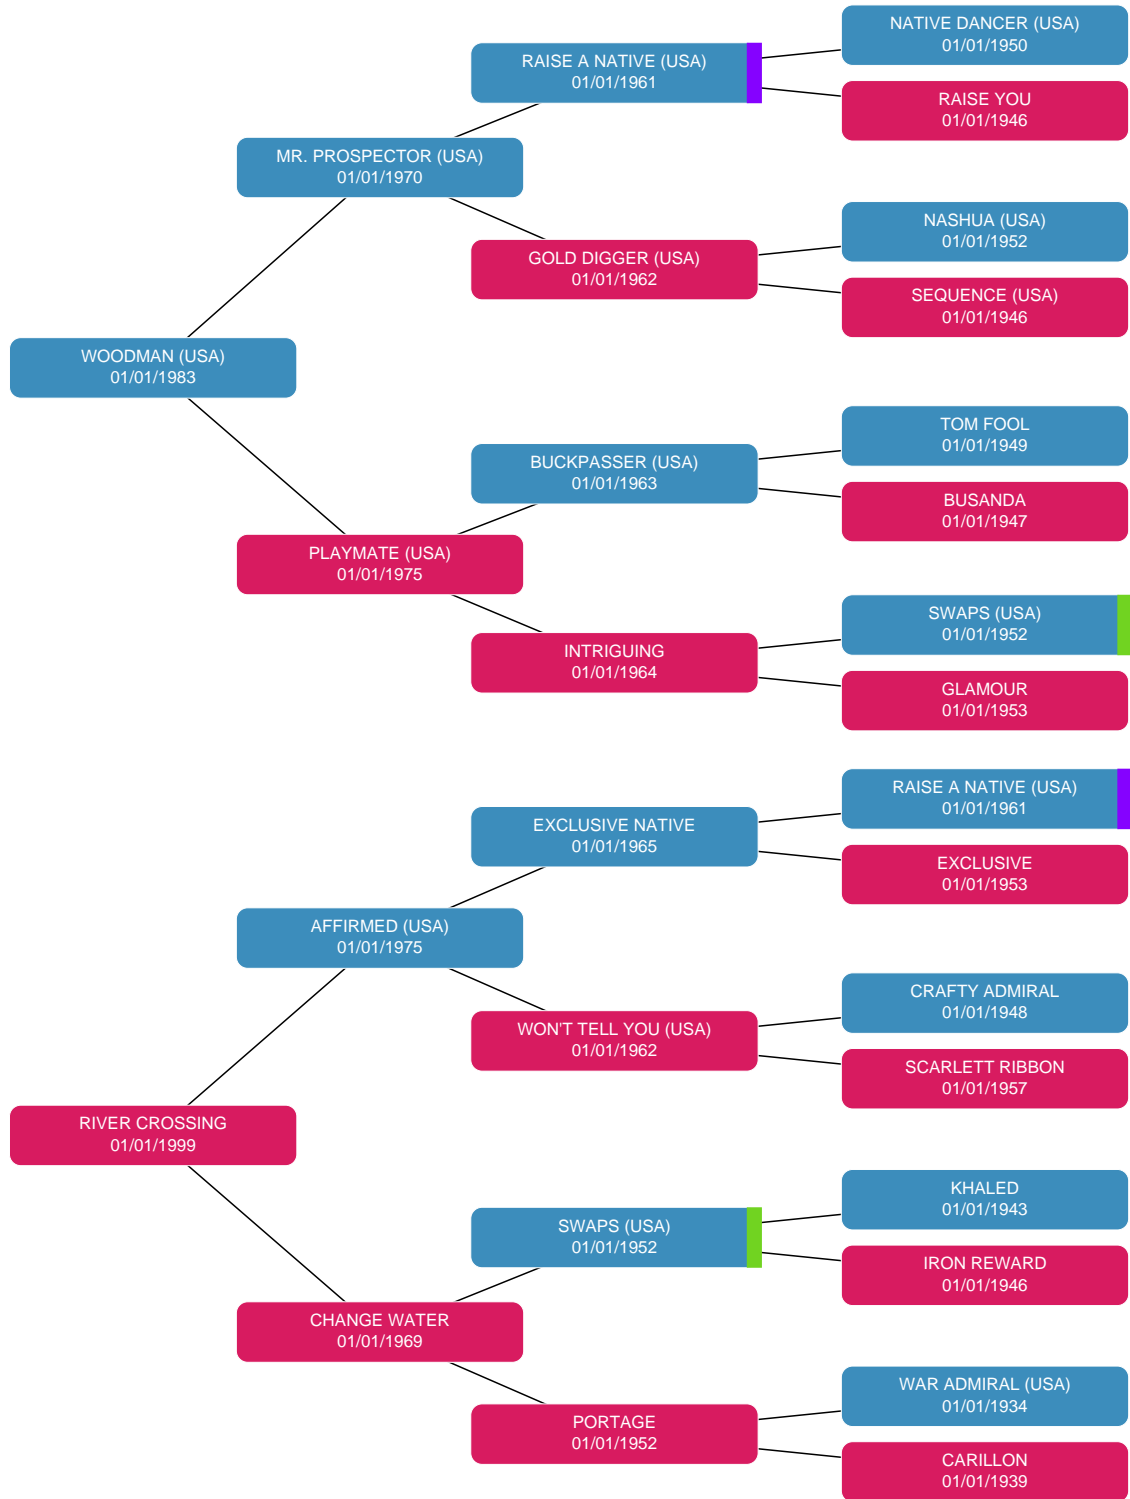 NATIVE DANCER (USA)
01/01/1950
RAISE A NATIVE (USA)
01/01/1961
RAISE YOU
01/01/1946
MR. PROSPECTOR (USA)
01/01/1970
NASHUA (USA)
01/01/1952
GOLD DIGGER (USA)
01/01/1962
SEQUENCE (USA)
01/01/1946
WOODMAN (USA)
01/01/1983
TOM FOOL
01/01/1949
BUCKPASSER (USA)
01/01/1963
BUSANDA
01/01/1947
PLAYMATE (USA)
01/01/1975
SWAPS (USA)
01/01/1952
INTRIGUING
01/01/1964
GLAMOUR
01/01/1953
RAISE A NATIVE (USA)
01/01/1961
EXCLUSIVE NATIVE
01/01/1965
EXCLUSIVE
01/01/1953
AFFIRMED (USA)
01/01/1975
CRAFTY ADMIRAL
01/01/1948
WON'T TELL YOU (USA)
01/01/1962
SCARLETT RIBBON
01/01/1957
RIVER CROSSING
01/01/1999
KHALED
01/01/1943
SWAPS (USA)
01/01/1952
IRON REWARD
01/01/1946
CHANGE WATER
01/01/1969
WAR ADMIRAL (USA)
01/01/1934
PORTAGE
01/01/1952
CARILLON
01/01/1939